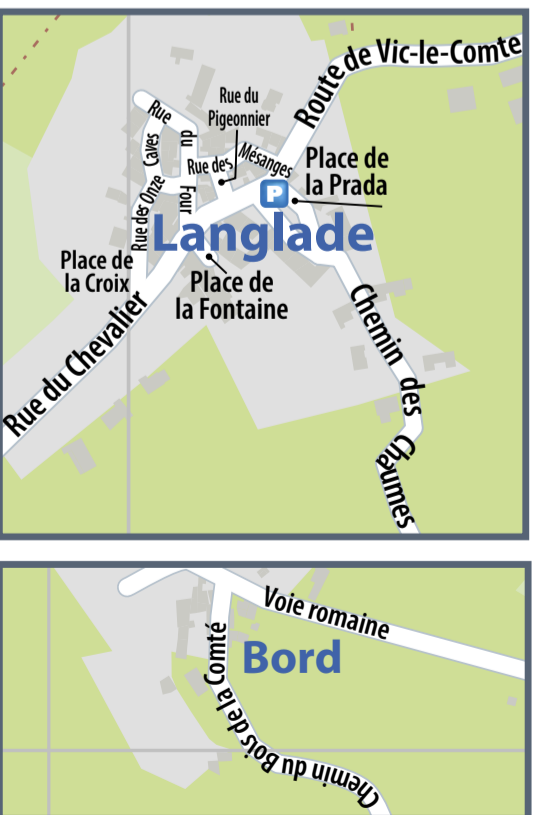 Route de Vic-le-Comte
Rue du
Pigeonnier
Rue du Four
Rue des Onze Caves
Rue des Mésanges
Place de
la Prada
P
Langlade
Place de
la Croix
Place de
la Fontaine
Rue du Chevalier
Chemin des Chaumes
Voie romaine
Bord
Chemin du Bois de la Comté